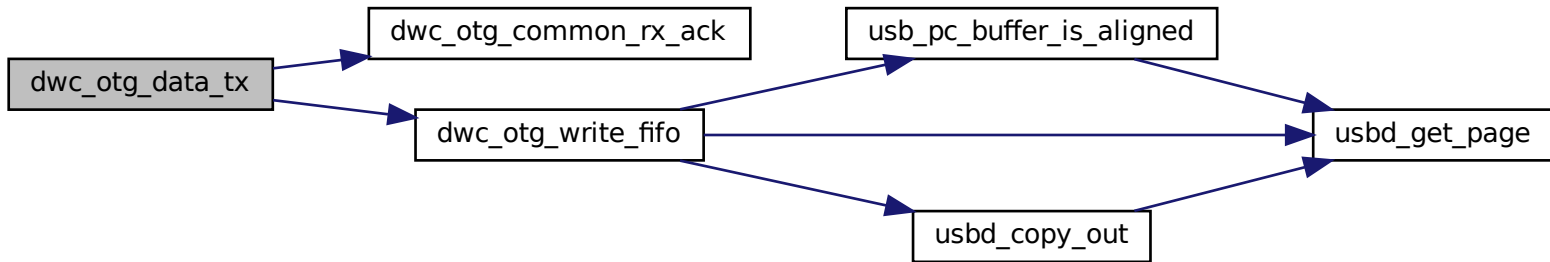 dwc_otg_data_tx
dwc_otg_common_rx_ack
dwc_otg_write_fifo
usb_pc_buffer_is_aligned
usbd_copy_out
usbd_get_page